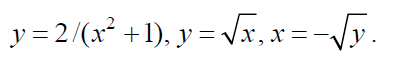 y = 2/(x² + 1), y = √x, x = −√y.